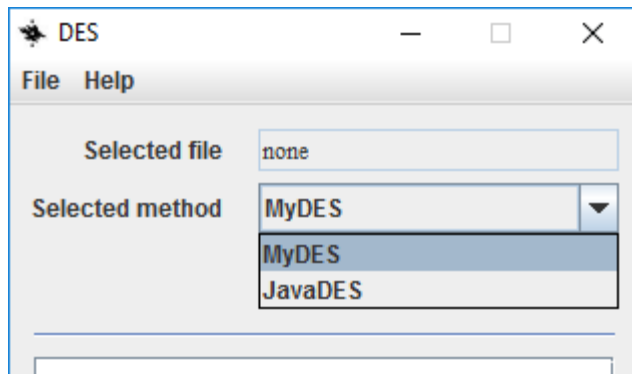 DES
File Help
Selected file none
Selected method MyDES
MyDES
JavaDES